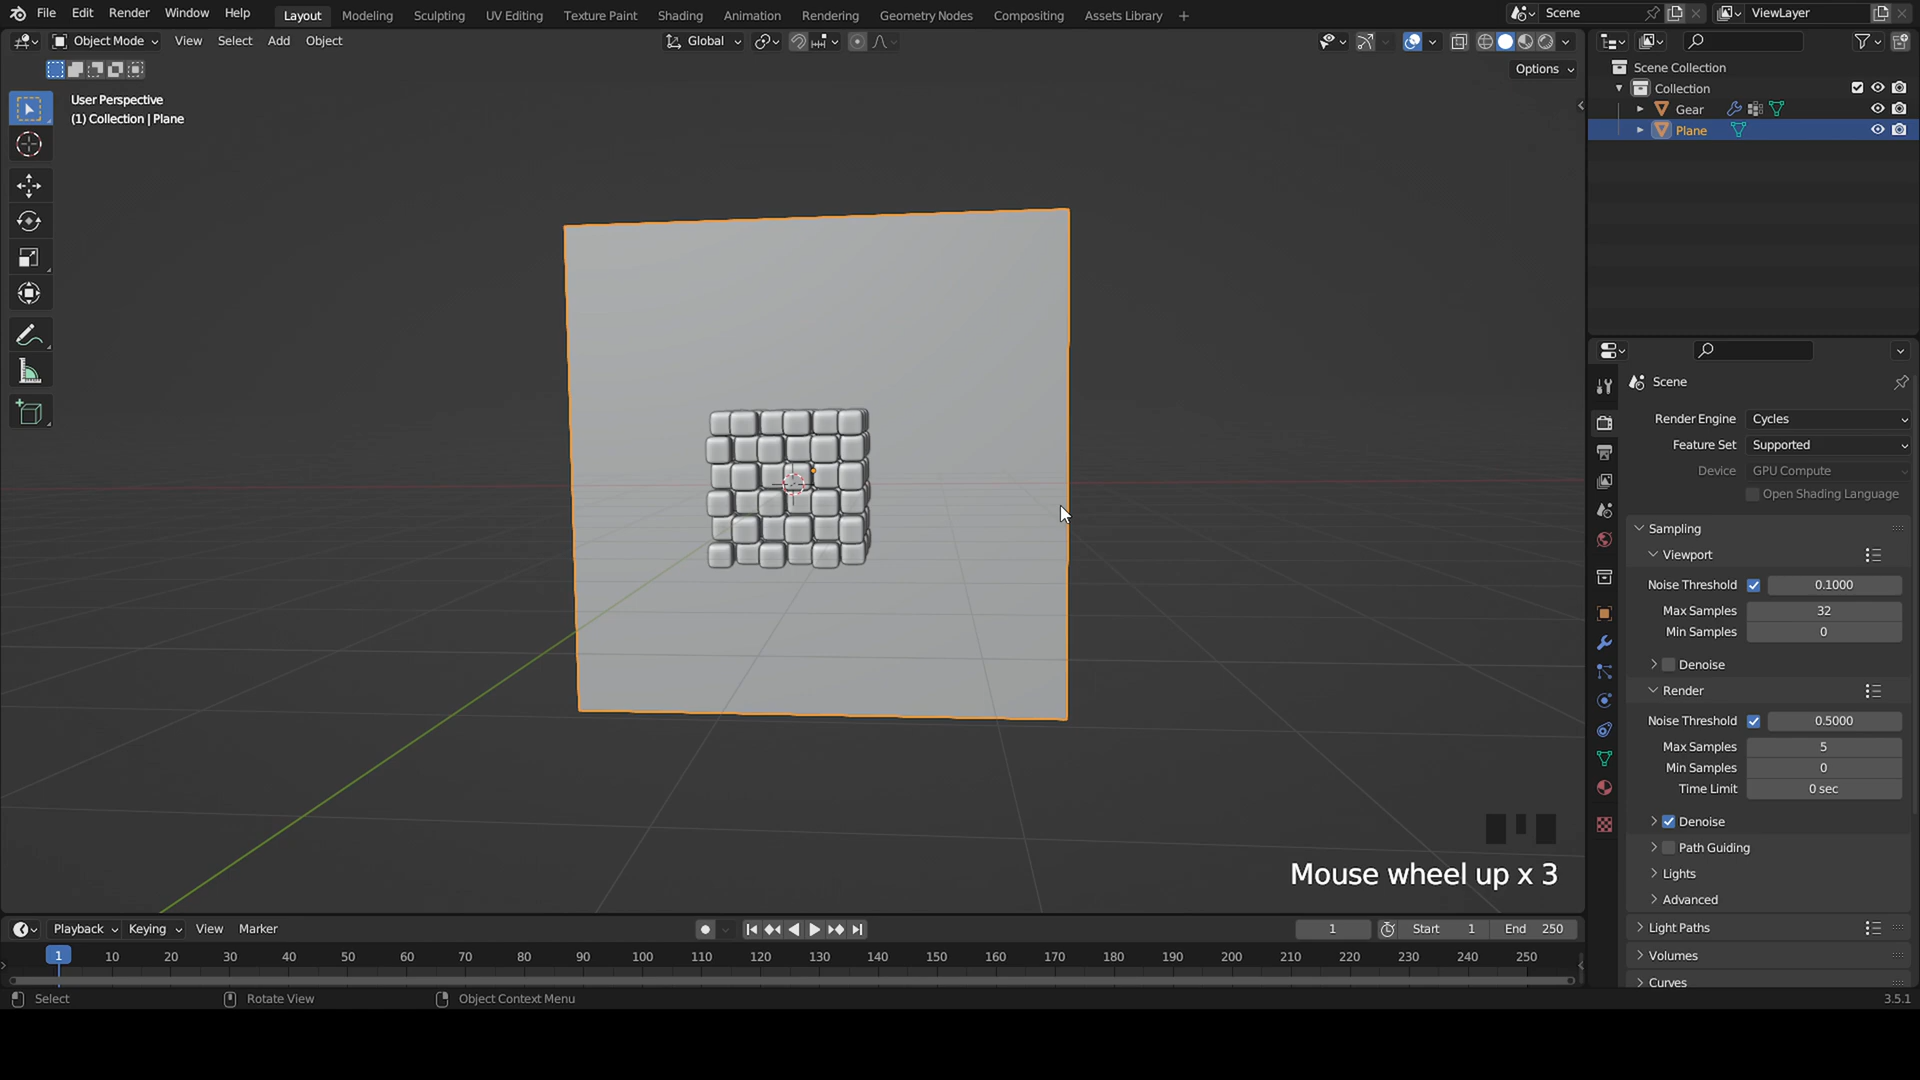 File Edit Render Window Help Layout Modeling Sculpting UV Editing Texture Paint Shading Animation Rendering Geometry Nodes Compositing Assets Library Scene ViewLayer
Object Mode View Select Add Object Global
Options
User Perspective
(1) Collection | Plane
Scene Collection
Collection
Gear
Plane
Scene
Render Engine Cycles
Feature Set Supported
Device GPU Compute
Open Shading Language
Sampling
Viewport
Noise Threshold 0.1000
Max Samples 32
Min Samples 0
Denoise
Render
Noise Threshold 0.5000
Max Samples 5
Min Samples 0
Time Limit 0 sec
Denoise
Path Guiding
Lights
Advanced
Light Paths
Volumes
Curves
Mouse wheel up x 3
Playback Keying View Marker 1 Start 1 End 250
1 10 20 30 40 50 60 70 80 90 100 110 120 130 140 150 160 170 180 190 200 210 220 230 240 250
Select Rotate View Object Context Menu 3.5.1